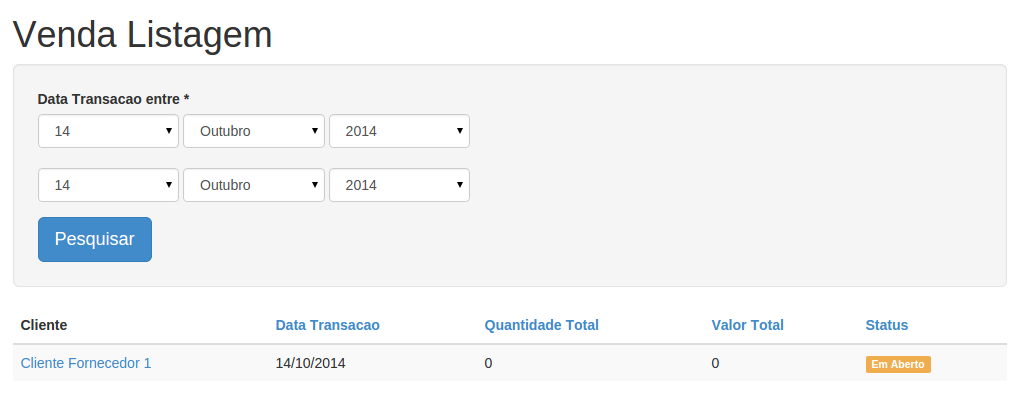 Venda Listagem
Data Transacao entre *
14 Outubro 2014
14 Outubro 2014
Pesquisar
Cliente Data Transacao Quantidade Total Valor Total Status
Cliente Fornecedor 1 14/10/2014 0 0 Em Aberto